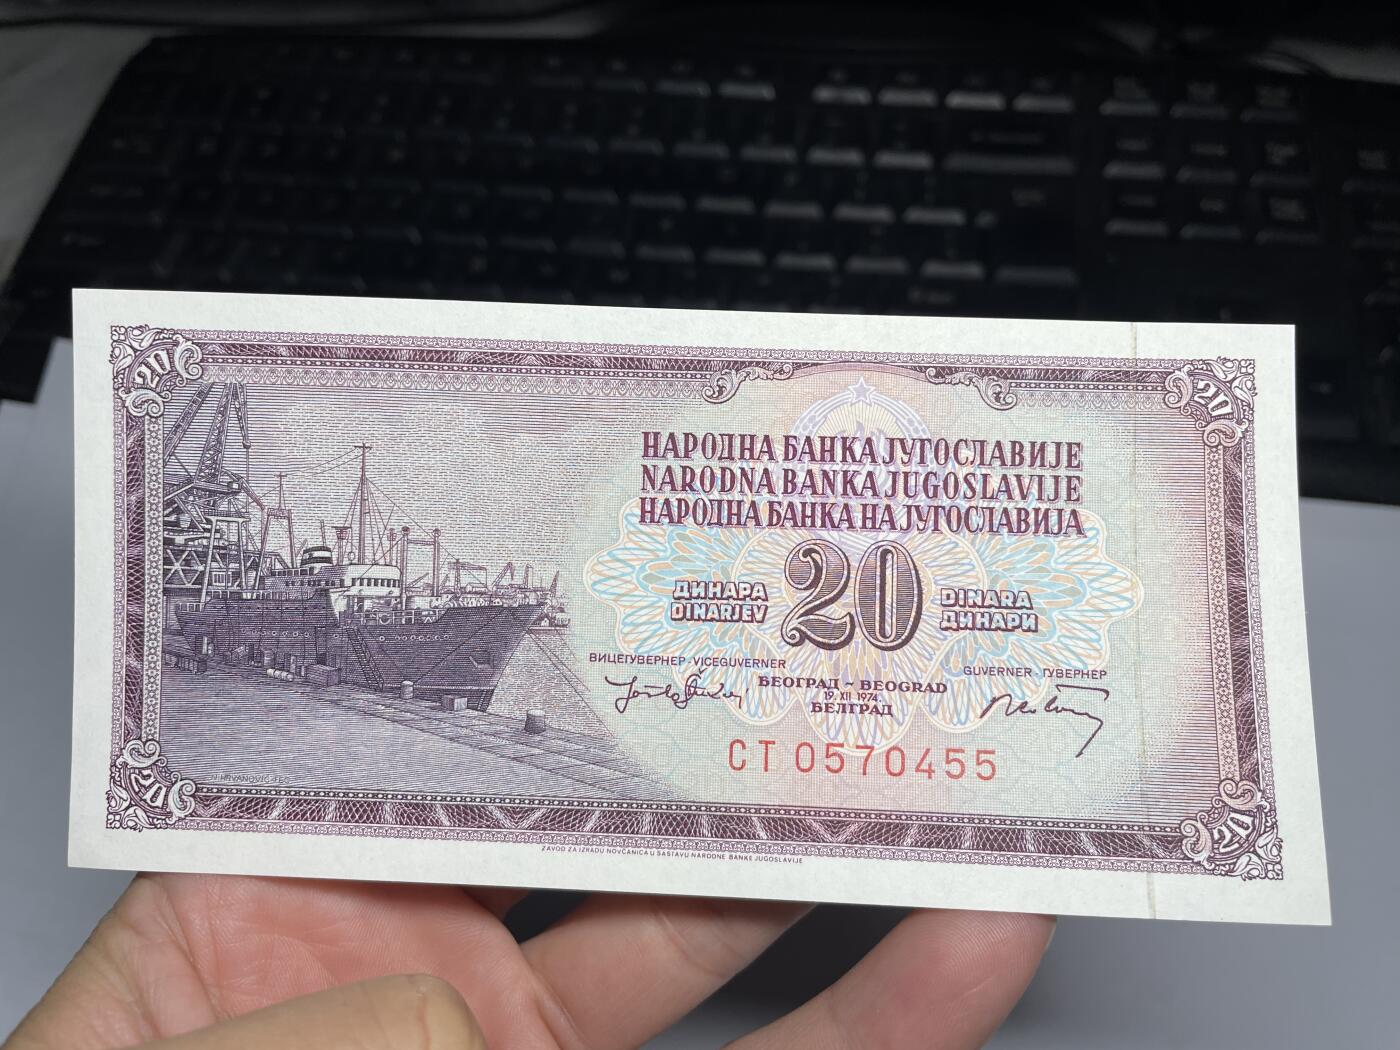 20
20
НАРОДНА БАНКА ЈУГОСЛАВИЈЕ
NARODNA BANKA JUGOSLAVIJE
НАРОДНА БАНКА НА ЈУГОСЛАВИЈА
ДИНАРА
DINARJEV
20
DINARA
ДИНАРИ
ВИЦЕГУВЕРНЕР - VICEGUVERNER
GUVERNER - ГУВЕРНЕР
БЕОГРАД - BEOGRAD
19. XII 1974.
БЕЛГРАД
CT 0570455
20
20
ZAVOD ZA IZRADU NOVČANICA U SASTAVU NARODNE BANKE JUGOSLAVIJE